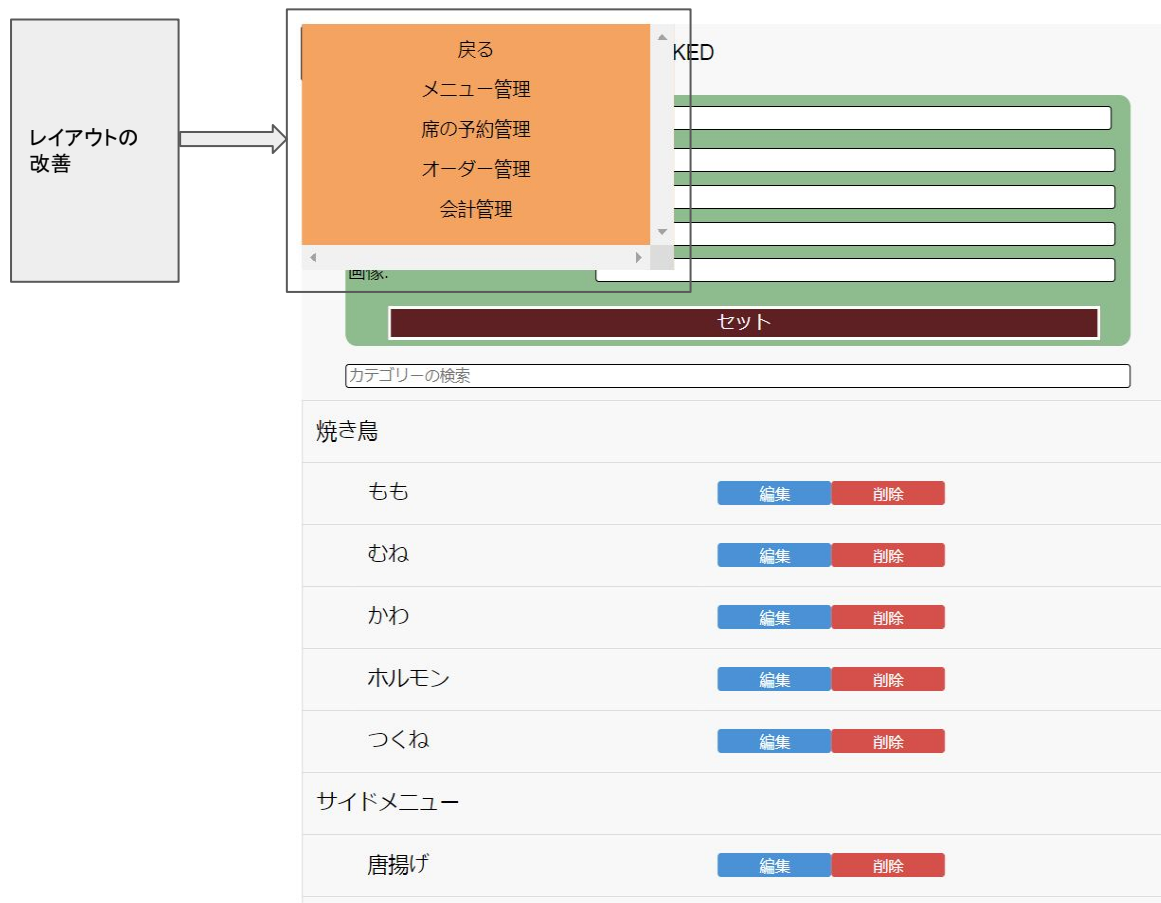 レイアウトの
改善
戻る
メニュー管理
席の予約管理
オーダー管理
会計管理
KED
画像:
セット
カテゴリーの検索
焼き鳥
もも 編集 削除
むね 編集 削除
かわ 編集 削除
ホルモン 編集 削除
つくね 編集 削除
サイドメニュー
唐揚げ 編集 削除